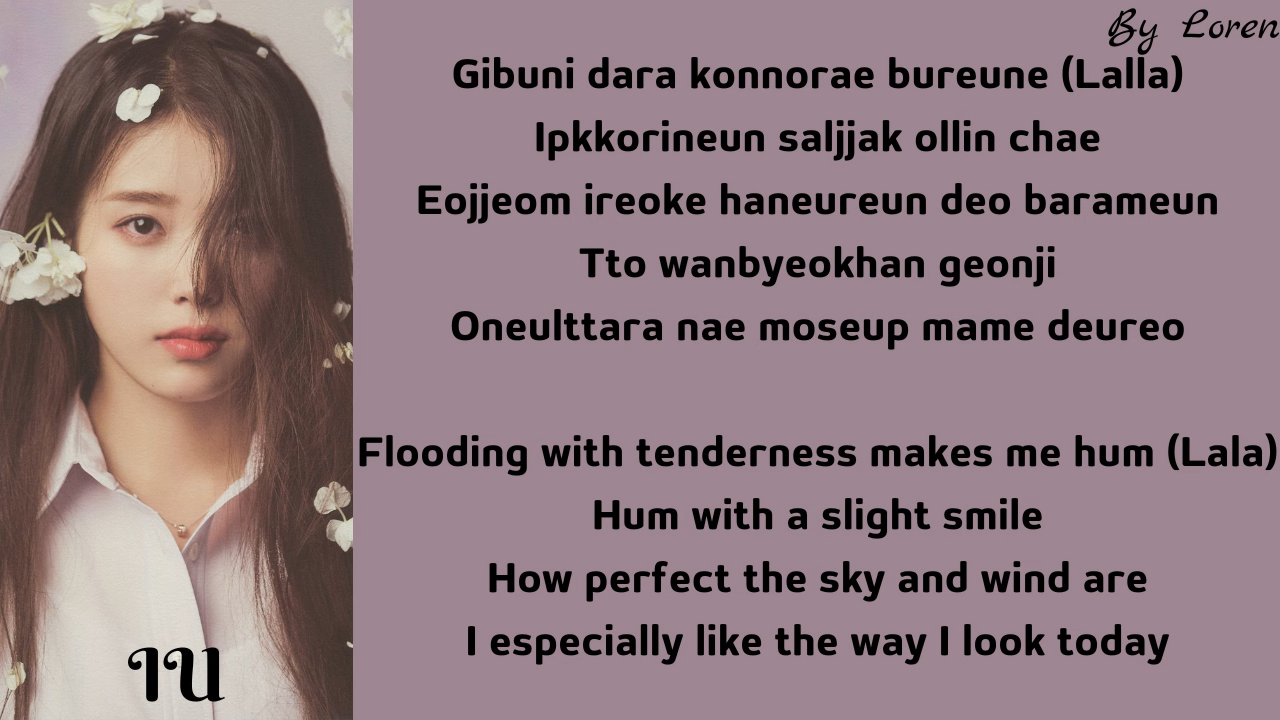 By Loren
Gibuni dara konnorae bureune (Lalla)
Ipkkorineun saljjak ollin chae
Eojjeom ireoke haneureun deo barameun
Tto wanbyeokhan geonji
Oneulttara nae moseup mame deureo
Flooding with tenderness makes me hum (Lala)
Hum with a slight smile
How perfect the sky and wind are
I especially like the way I look today
IU